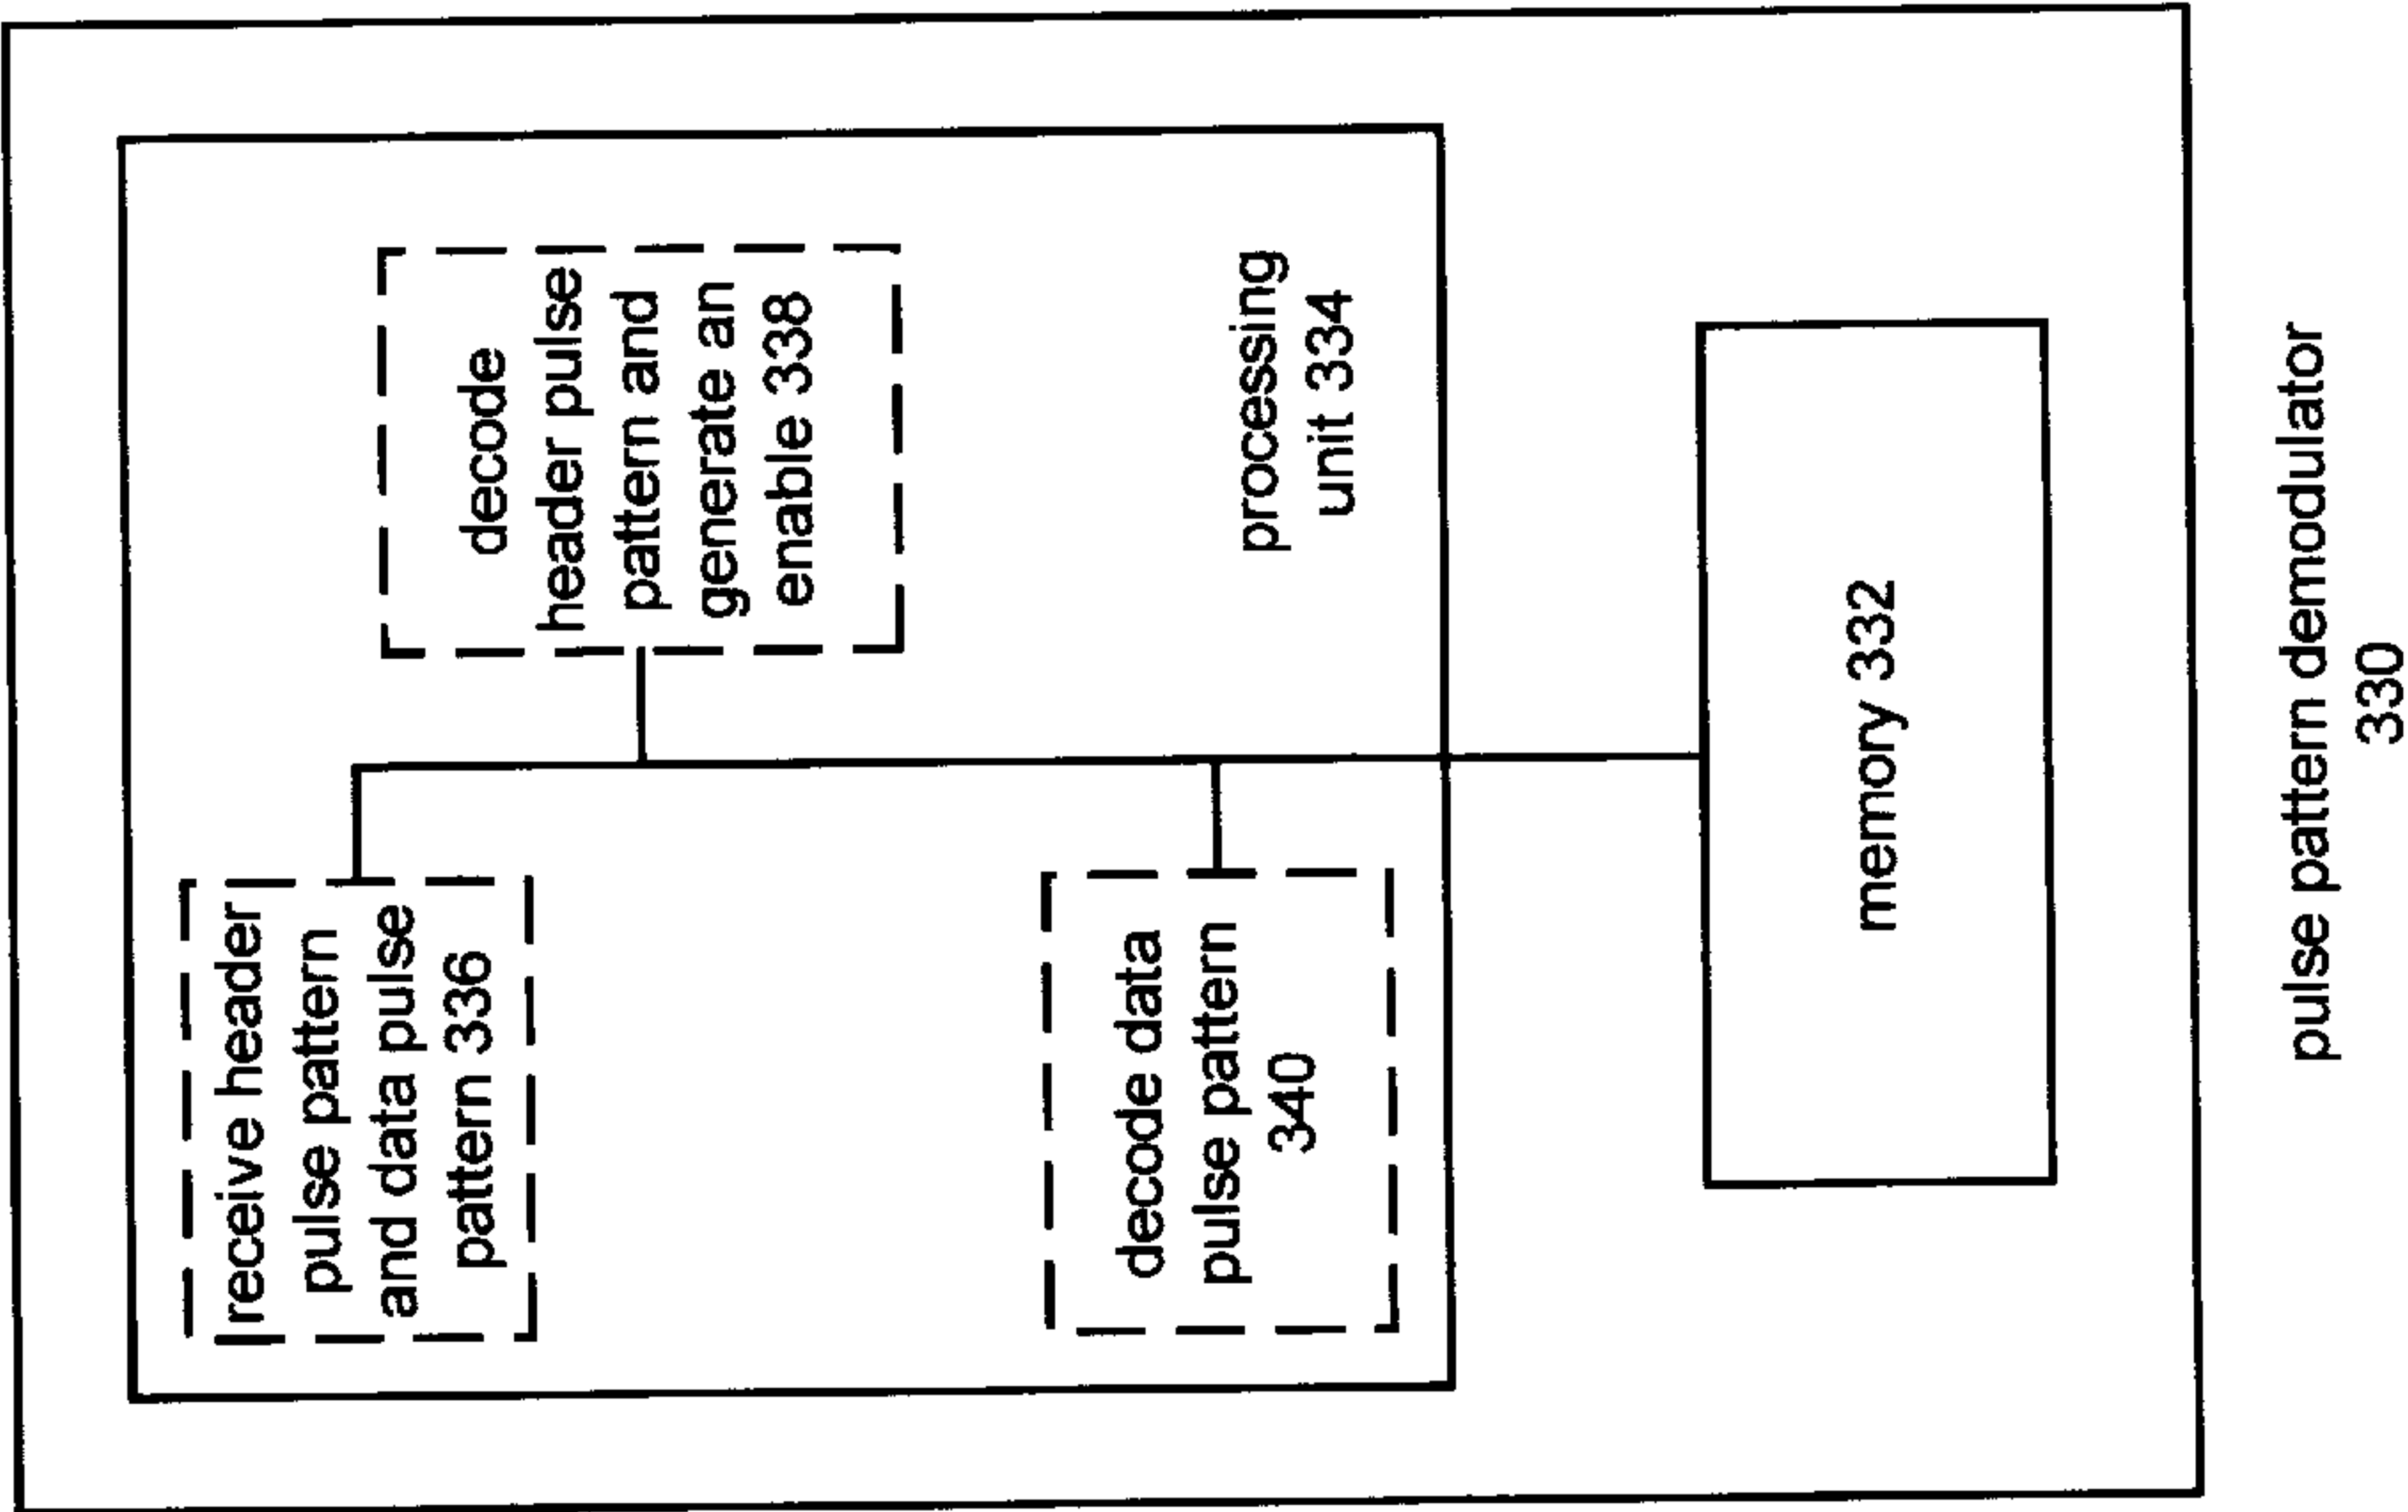 receive header
pulse pattern
and data pulse
pattern 336
decode
header pulse
pattern and
generate an
enable 338
decode data
pulse pattern
340
processing
unit 334
memory 332
pulse pattern demodulator
330